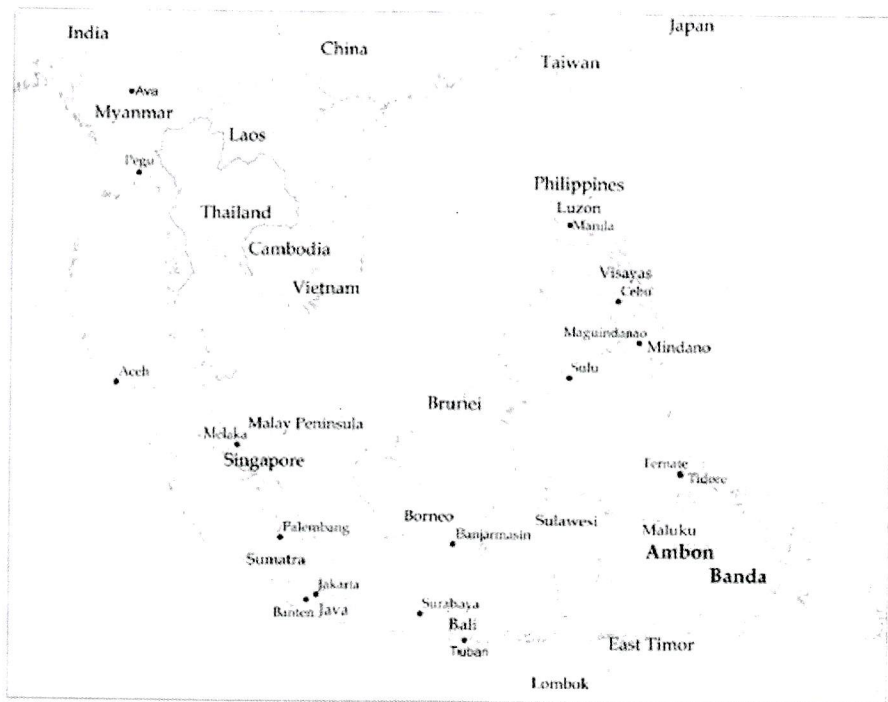 India
China
Japan
Taiwan
Ava
Myanmar
Laos
Pegu
Philippines
Luzon
Manila
Thailand
Cambodia
Vietnam
Visayas
Cebu
Maguindanao
Mindano
Aceh
Sulu
Brunei
Malay Peninsula
Melaka
Singapore
Ternate
Tidore
Borneo
Sulawesi
Maluku
Palembang
Banjarmasin
Ambon
Sumatra
Banda
Jakarta
Banten Java
Surabaya
Bali
East Timor
Tuban
Lombok